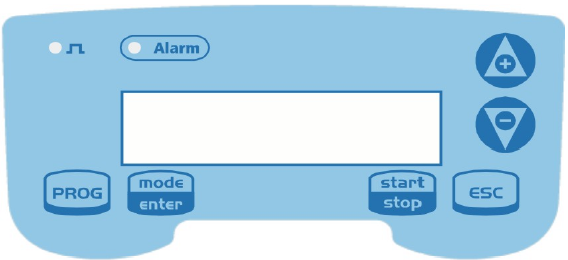 Alarm
+
-
PROG
mode
enter
start
stop
ESC